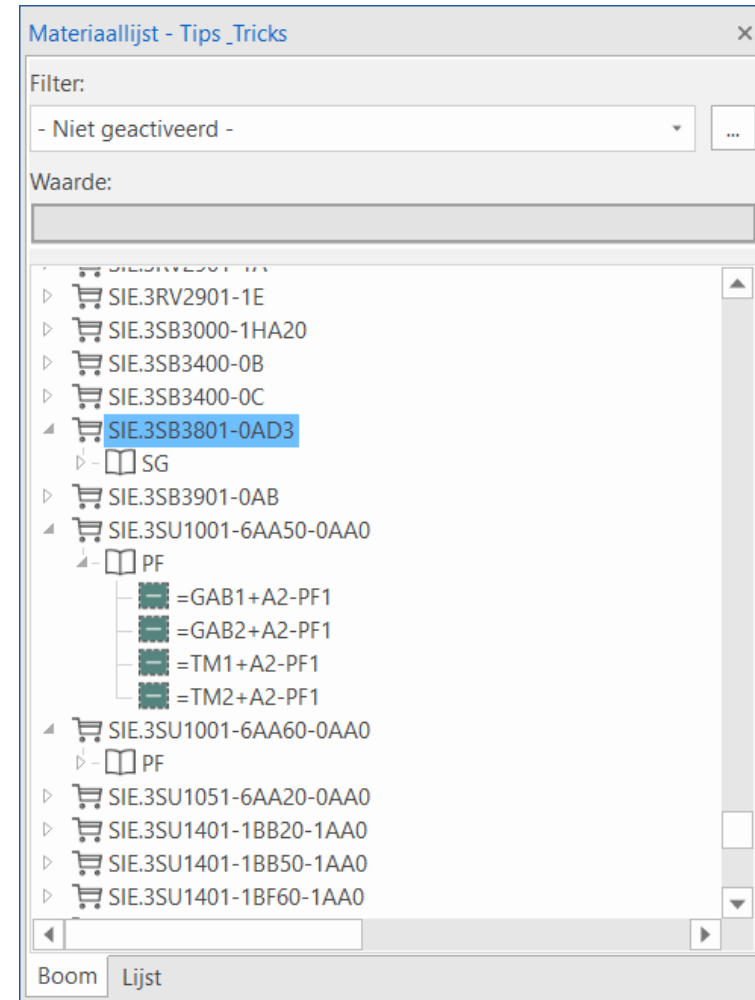 Materiaallijst - Tips _Tricks
Filter:
- Niet geactiveerd -
...
Waarde:
SIE.3RV2901-1E
SIE.3SB3000-1HA20
SIE.3SB3400-0B
SIE.3SB3400-0C
SIE.3SB3801-0AD3
SG
SIE.3SB3901-0AB
SIE.3SU1001-6AA50-0AA0
PF
=GAB1+A2-PF1
=GAB2+A2-PF1
=TM1+A2-PF1
=TM2+A2-PF1
SIE.3SU1001-6AA60-0AA0
PF
SIE.3SU1051-6AA20-0AA0
SIE.3SU1401-1BB20-1AA0
SIE.3SU1401-1BB50-1AA0
SIE.3SU1401-1BF60-1AA0
Boom Lijst